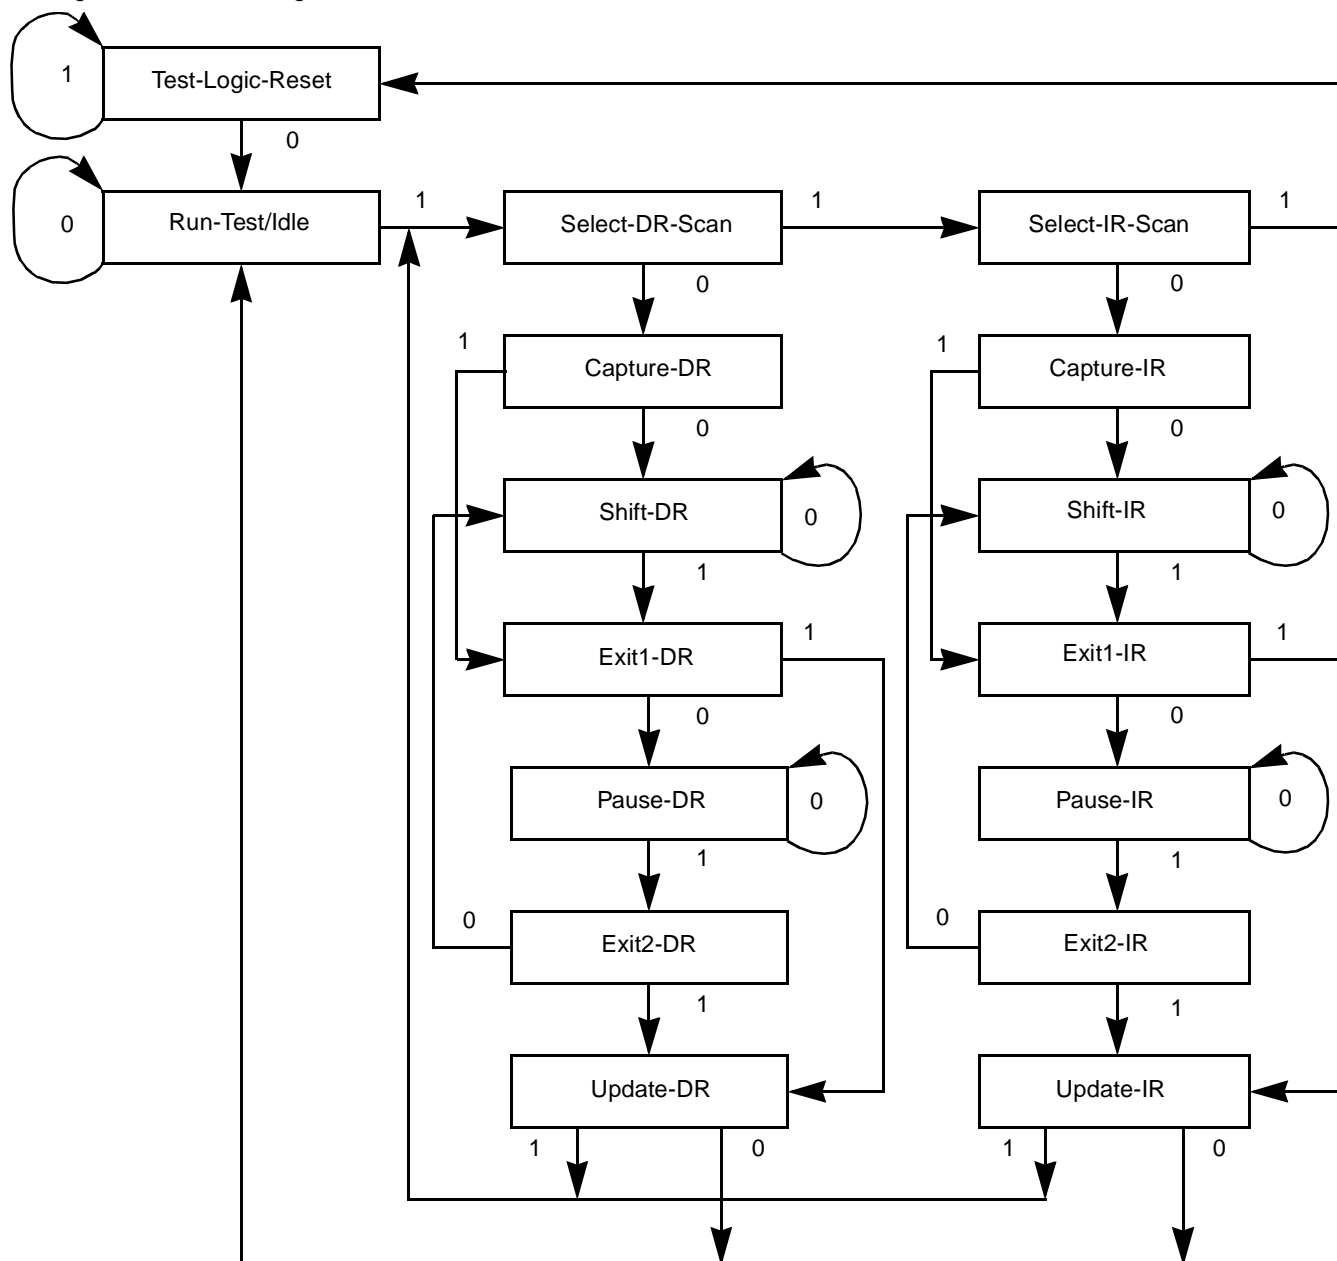 1
Test-Logic-Reset
0
0
Run-Test/Idle
1
Select-DR-Scan
1
Select-IR-Scan
1
0
0
1
Capture-DR
1
Capture-IR
0
0
Shift-DR
0
Shift-IR
0
1
1
Exit1-DR
1
Exit1-IR
1
0
0
Pause-DR
0
Pause-IR
0
1
1
0
Exit2-DR
0
Exit2-IR
1
1
Update-DR
Update-IR
1
0
1
0